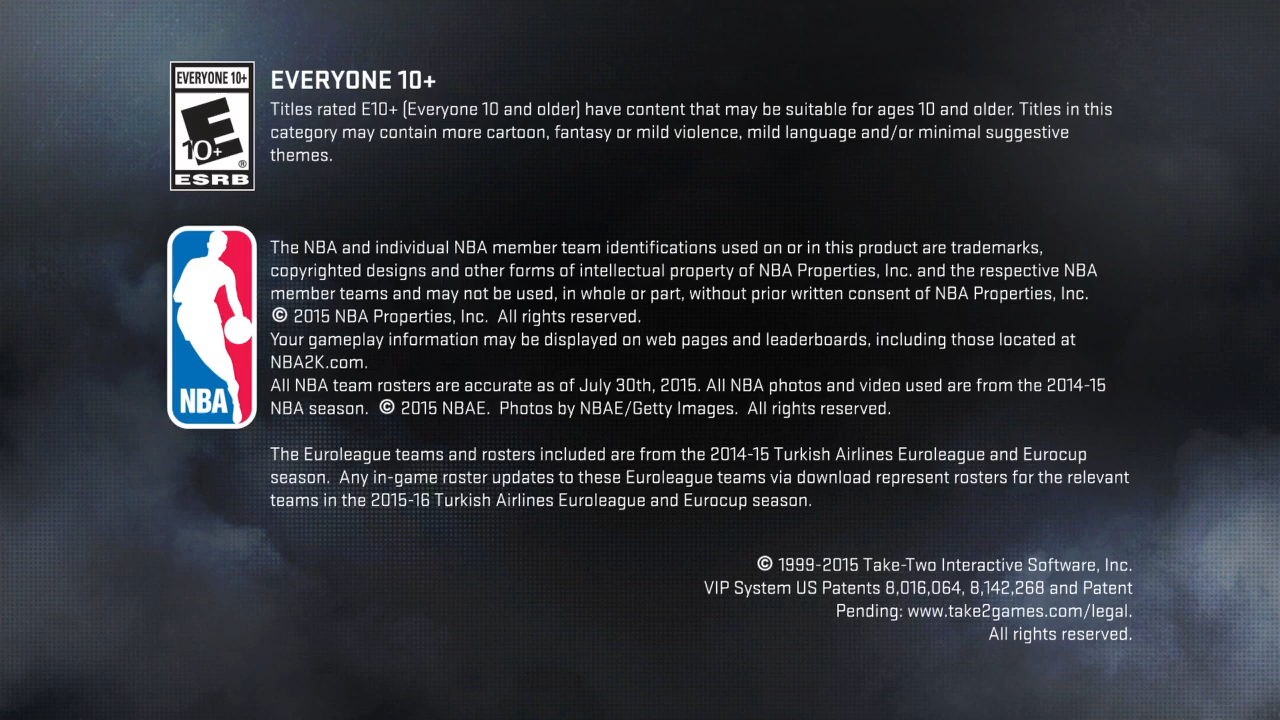 EVERYONE 10+
E
10+
®
ESRB
EVERYONE 10+
Titles rated E10+ (Everyone 10 and older) have content that may be suitable for ages 10 and older. Titles in this
category may contain more cartoon, fantasy or mild violence, mild language and/or minimal suggestive
themes.
NBA
The NBA and individual NBA member team identifications used on or in this product are trademarks,
copyrighted designs and other forms of intellectual property of NBA Properties, Inc. and the respective NBA
member teams and may not be used, in whole or part, without prior written consent of NBA Properties, Inc.
© 2015 NBA Properties, Inc. All rights reserved.
Your gameplay information may be displayed on web pages and leaderboards, including those located at
NBA2K.com.
All NBA team rosters are accurate as of July 30th, 2015. All NBA photos and video used are from the 2014-15
NBA season. © 2015 NBAE. Photos by NBAE/Getty Images. All rights reserved.
The Euroleague teams and rosters included are from the 2014-15 Turkish Airlines Euroleague and Eurocup
season. Any in-game roster updates to these Euroleague teams via download represent rosters for the relevant
teams in the 2015-16 Turkish Airlines Euroleague and Eurocup season.
© 1999-2015 Take-Two Interactive Software, Inc.
VIP System US Patents 8,016,064, 8,142,268 and Patent
Pending: www.take2games.com/legal.
All rights reserved.